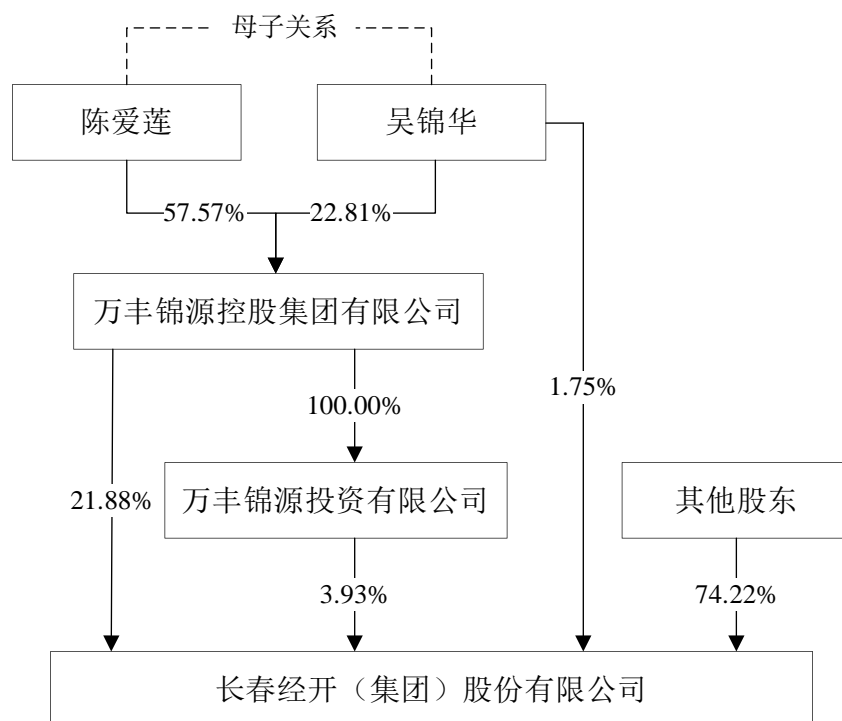 母子关系
陈爱莲
吴锦华
57.57%
22.81%
万丰锦源控股集团有限公司
1.75%
100.00%
21.88%
万丰锦源投资有限公司
其他股东
3.93%
74.22%
长春经开（集团）股份有限公司